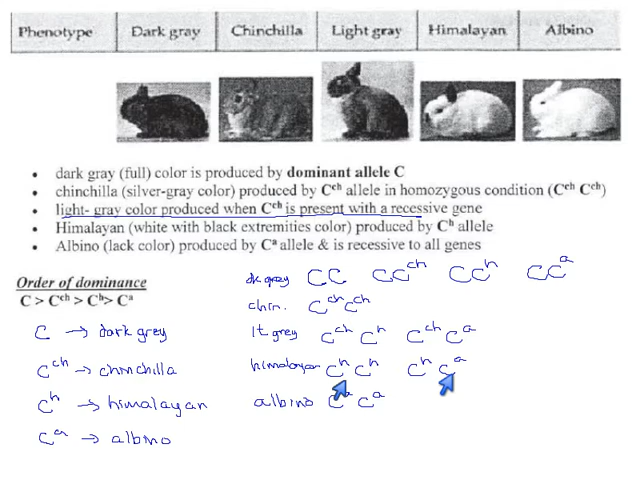 Phenotype Dark gray Chinchilla Light gray Himalayan Albino
• dark gray (full) color is produced by dominant allele C
• chinchilla (silver-gray color) produced by Cᶜʰ allele in homozygous condition (Cᶜʰ Cᶜʰ)
• light- gray color produced when Cᶜʰ is present with a recessive gene
• Himalayan (white with black extremities color) produced by Cʰ allele
• Albino (lack color) produced by Cᵃ allele & is recessive to all genes
Order of dominance
C > Cᶜʰ > Cʰ> Cᵃ
C → dark grey
Cᶜʰ → chinchilla
Cʰ → himalayan
Cᵃ → albino
dk grey CC CCᶜʰ CCʰ CCᵃ
chin. CᶜʰCᶜʰ
lt grey CᶜʰCʰ CᶜʰCᵃ
himalayan CʰCʰ CʰCᵃ
albino CᵃCᵃ